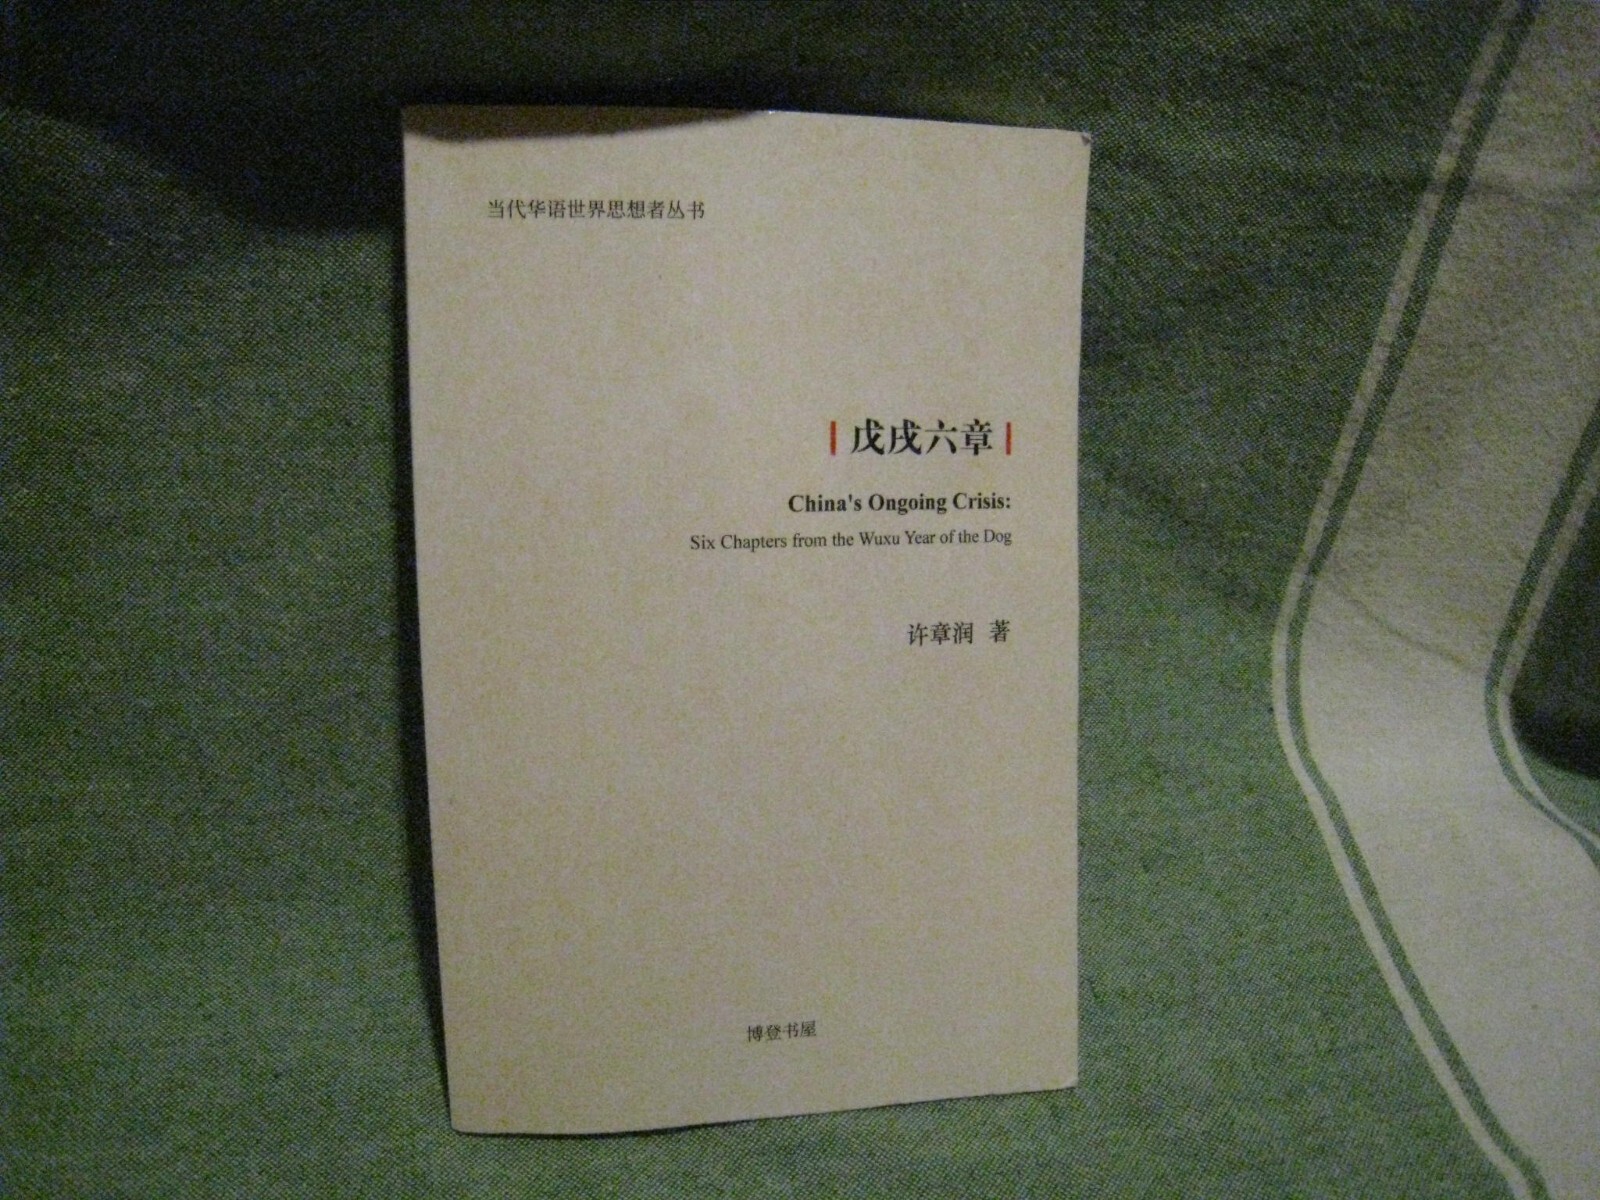 当代华语世界思想者丛书
戊戌六章
China's Ongoing Crisis:
Six Chapters from the Wuxu Year of the Dog
许章润 著
博登书屋